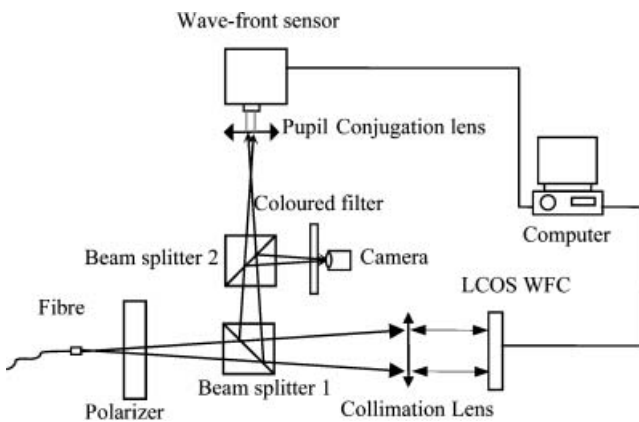 Wave-front sensor
Pupil Conjugation lens
Coloured filter
Beam splitter 2
Camera
Computer
LCOS WFC
Fibre
Beam splitter 1
Polarizer
Collimation Lens